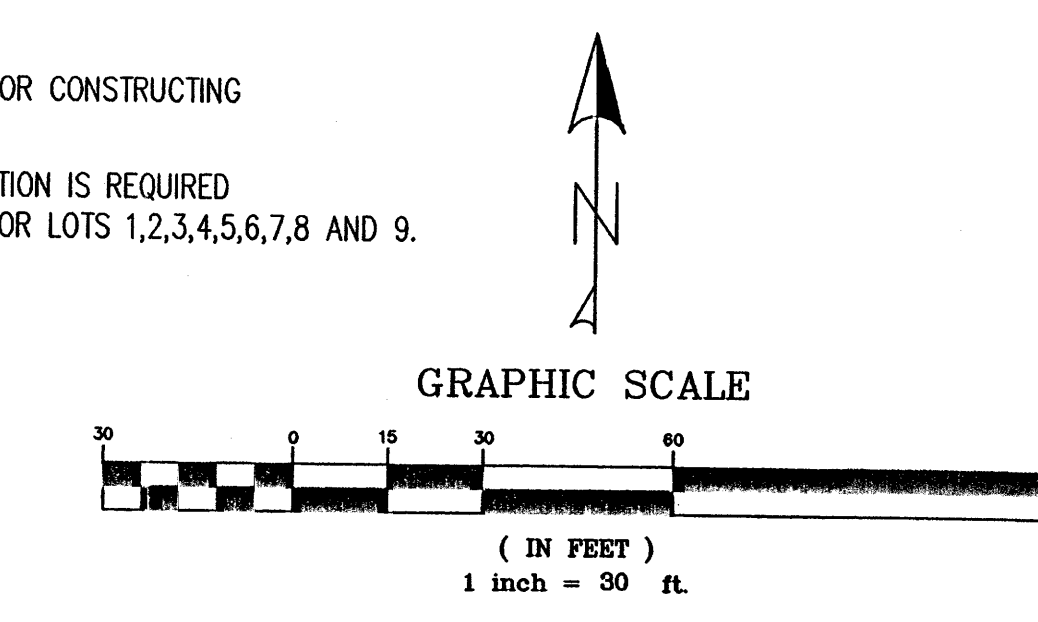 OR CONSTRUCTING
TION IS REQUIRED
OR LOTS 1,2,3,4,5,6,7,8 AND 9.
N
GRAPHIC SCALE
30 0 15 30 60
( IN FEET )
1 inch = 30 ft.